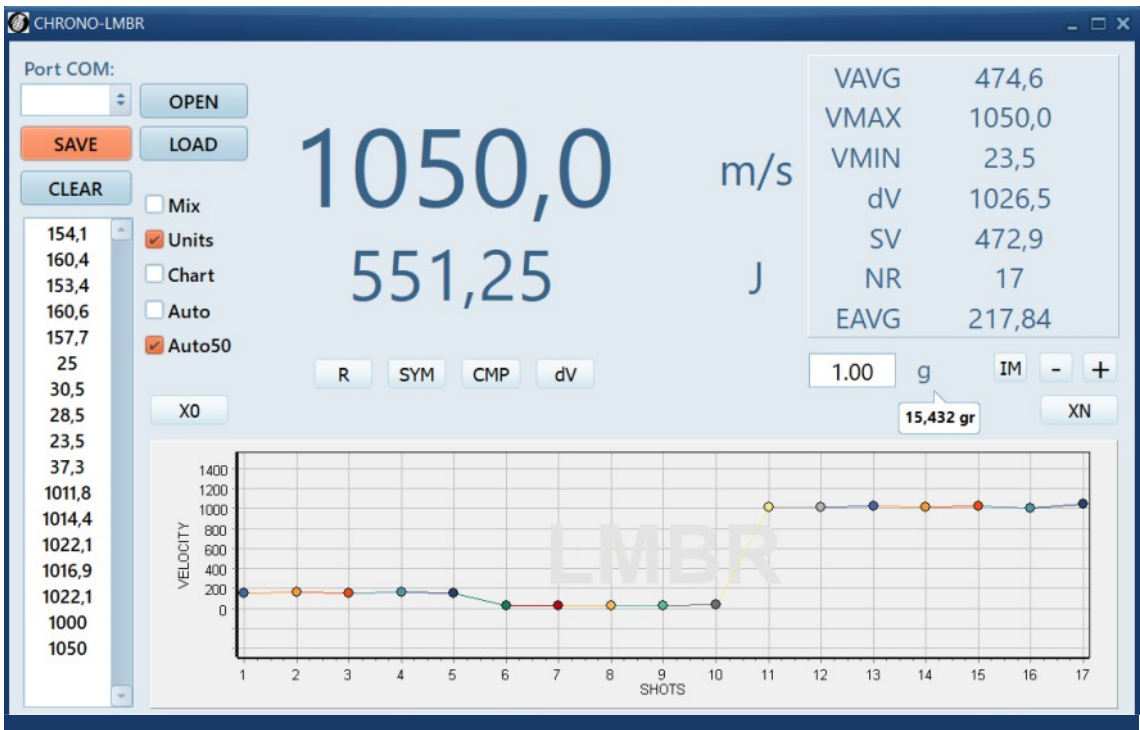 CHRONO-LMBR
Port COM:
OPEN
SAVE
LOAD
CLEAR
Mix
Units
Chart
Auto
Auto50
X0
154,1
160,4
153,4
160,6
157,7
25
30,5
28,5
23,5
37,3
1011,8
1014,4
1022,1
1016,9
1022,1
1000
1050
1050,0 m/s
551,25 J
R SYM CMP dV
VAVG 474,6
VMAX 1050,0
VMIN 23,5
dV 1026,5
SV 472,9
NR 17
EAVG 217,84
1.00 g IM - +
15,432 gr
XN
LMBR
VELOCITY
1400
1200
1000
800
600
400
200
0
1 2 3 4 5 6 7 8 9 10 11 12 13 14 15 16 17
SHOTS